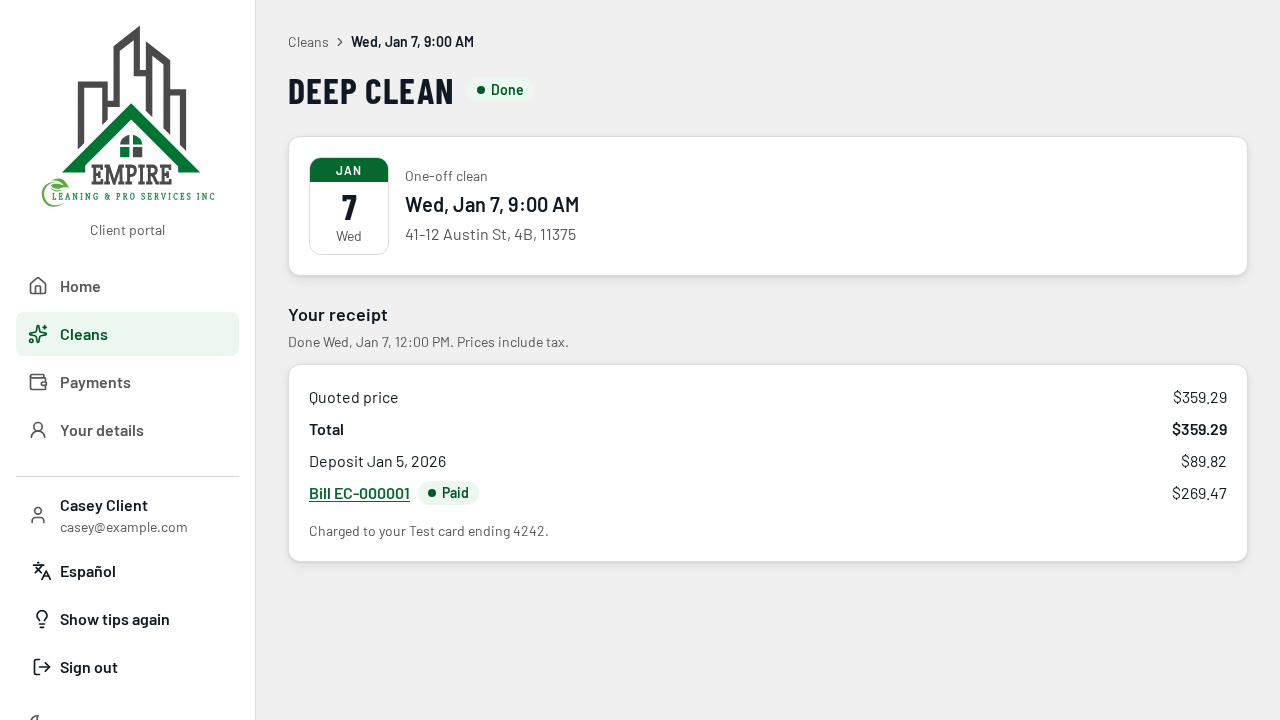 EMPIRE
CLEANING & PRO SERVICES INC
Client portal
Home
Cleans
Payments
Your details
Casey Client
casey@example.com
Español
Show tips again
Sign out
Cleans > Wed, Jan 7, 9:00 AM
DEEP CLEAN Done
JAN
7
Wed
One-off clean
Wed, Jan 7, 9:00 AM
41-12 Austin St, 4B, 11375
Your receipt
Done Wed, Jan 7, 12:00 PM. Prices include tax.
Quoted price $359.29
Total $359.29
Deposit Jan 5, 2026 $89.82
Bill EC-000001 Paid $269.47
Charged to your Test card ending 4242.